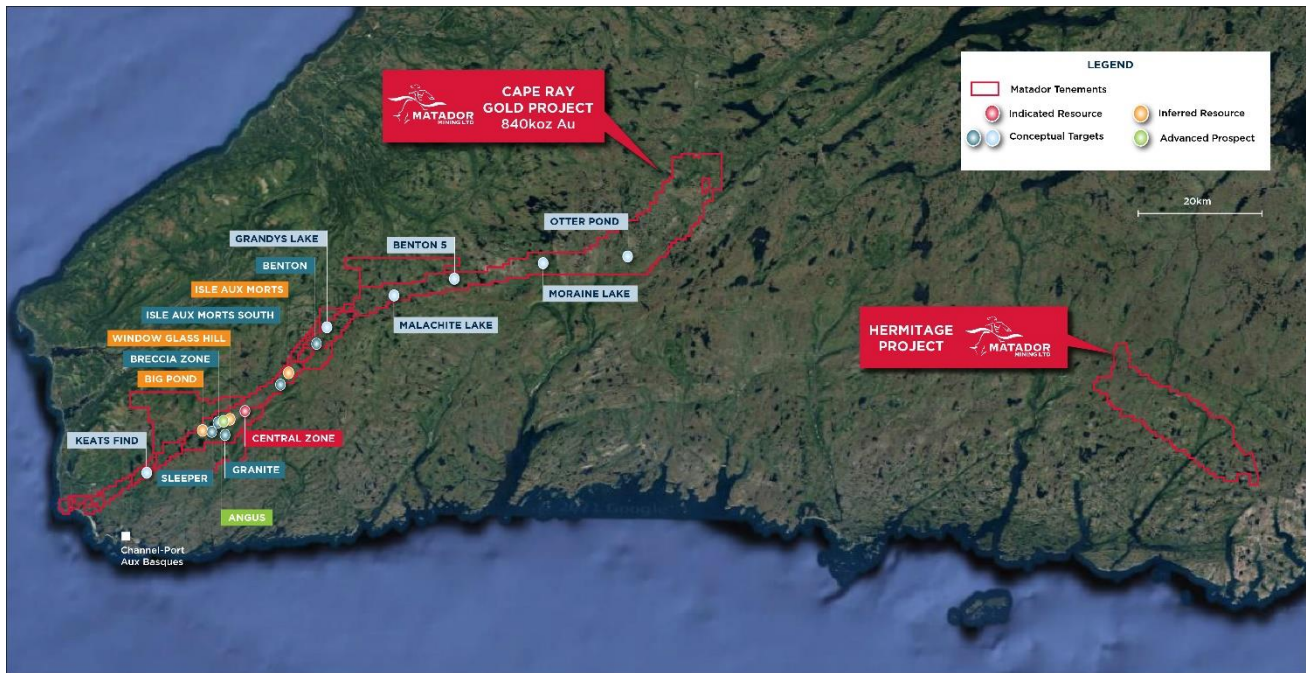 CAPE RAY
GOLD PROJECT
840koz Au
MATADOR
MINING LTD
LEGEND
Matador Tenements
Indicated Resource
Inferred Resource
Conceptual Targets
Advanced Prospect
20km
OTTER POND
GRANDYS LAKE
BENTON 5
BENTON
ISLE AUX MORTS
MORAINE LAKE
ISLE AUX MORTS SOUTH
MALACHITE LAKE
WINDOW GLASS HILL
HERMITAGE
PROJECT
MATADOR
MINING LTD
BRECCIA ZONE
BIG POND
KEATS FIND
CENTRAL ZONE
SLEEPER
GRANITE
ANGUS
Channel-Port
Aux Basques